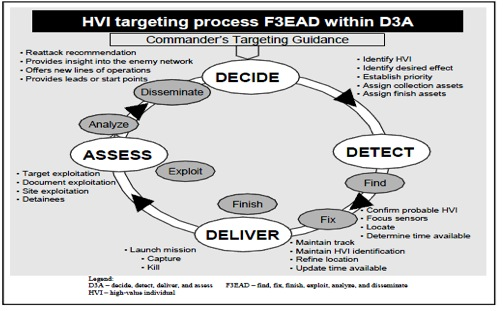 HVI targeting process F3EAD within D3A
Commander's Targeting Guidance
• Reattack recommendation
• Provides insight into the enemy network
• Offers new lines of operations
• Provides leads or start points
DECIDE
• Identify HVI
• Identify desired effect
• Establish priority
• Assign collection assets
• Assign finish assets
Disseminate
Analyze
ASSESS
DETECT
Exploit
Find
• Target exploitation
• Document exploitation
• Site exploitation
• Detainees
Finish
Fix
• Confirm probable HVI
• Focus sensors
• Locate
• Determine time available
DELIVER
• Launch mission
• Capture
• Kill
• Maintain track
• Maintain HVI identification
• Refine location
• Update time available
Legend:
D3A – decide, detect, deliver, and assess F3EAD – find, fix, finish, exploit, analyze, and disseminate
HVI – high-value individual